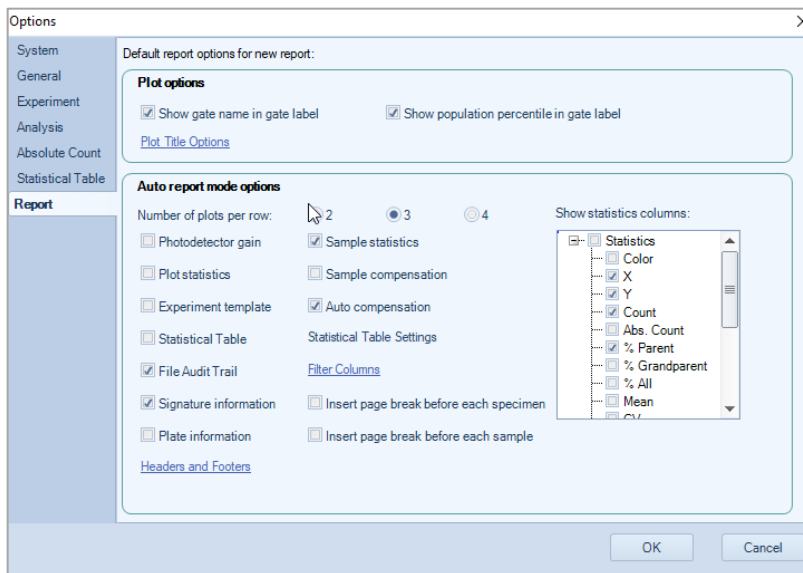 Options
System
General
Experiment
Analysis
Absolute Count
Statistical Table
Report
Default report options for new report:
Plot options
Show gate name in gate label
Show population percentile in gate label
Plot Title Options
Auto report mode options
Number of plots per row:
2
3
4
Photodetector gain
Sample statistics
Plot statistics
Sample compensation
Experiment template
Auto compensation
Statistical Table
Statistical Table Settings
File Audit Trail
Filter Columns
Signature information
Insert page break before each specimen
Plate information
Insert page break before each sample
Headers and Footers
Show statistics columns:
Statistics
Color
X
Y
Count
Abs. Count
% Parent
% Grandparent
% All
Mean
OK
Cancel